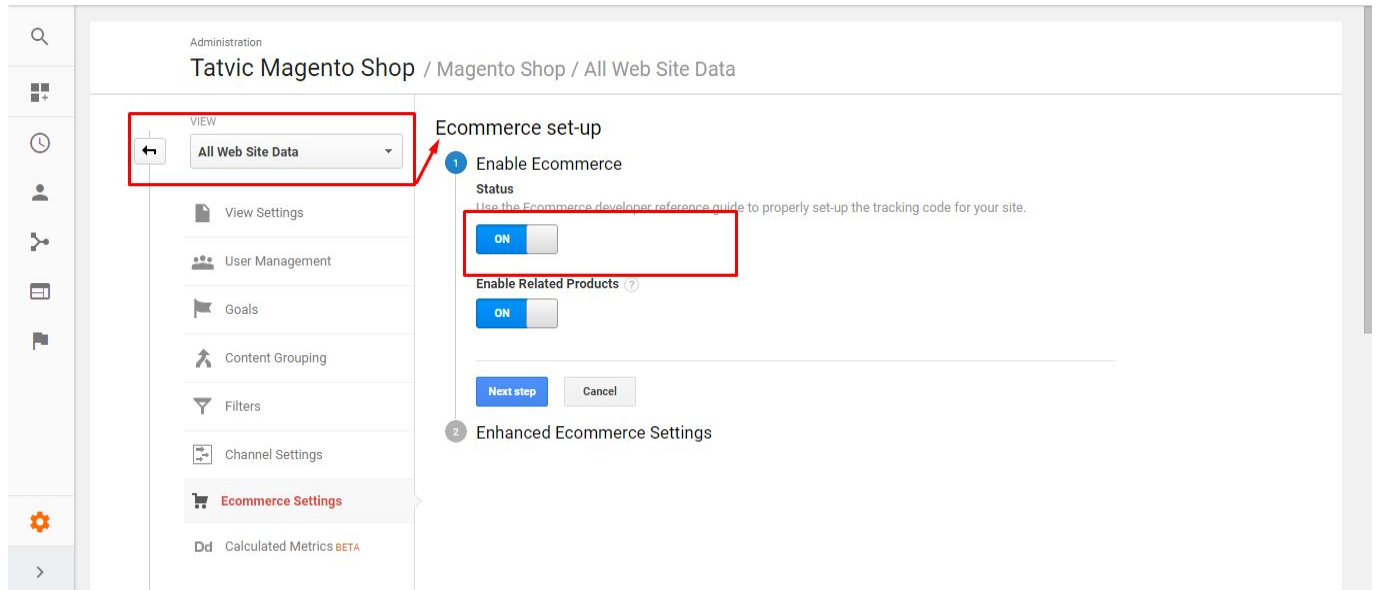 Administration
Tatvic Magento Shop / Magento Shop / All Web Site Data
VIEW
All Web Site Data
View Settings
User Management
Goals
Content Grouping
Filters
Channel Settings
Ecommerce Settings
Dd Calculated Metrics BETA
Ecommerce set-up
1 Enable Ecommerce
Status
Use the Ecommerce developer reference guide to properly set-up the tracking code for your site.
ON
Enable Related Products ?
ON
Next step Cancel
2 Enhanced Ecommerce Settings